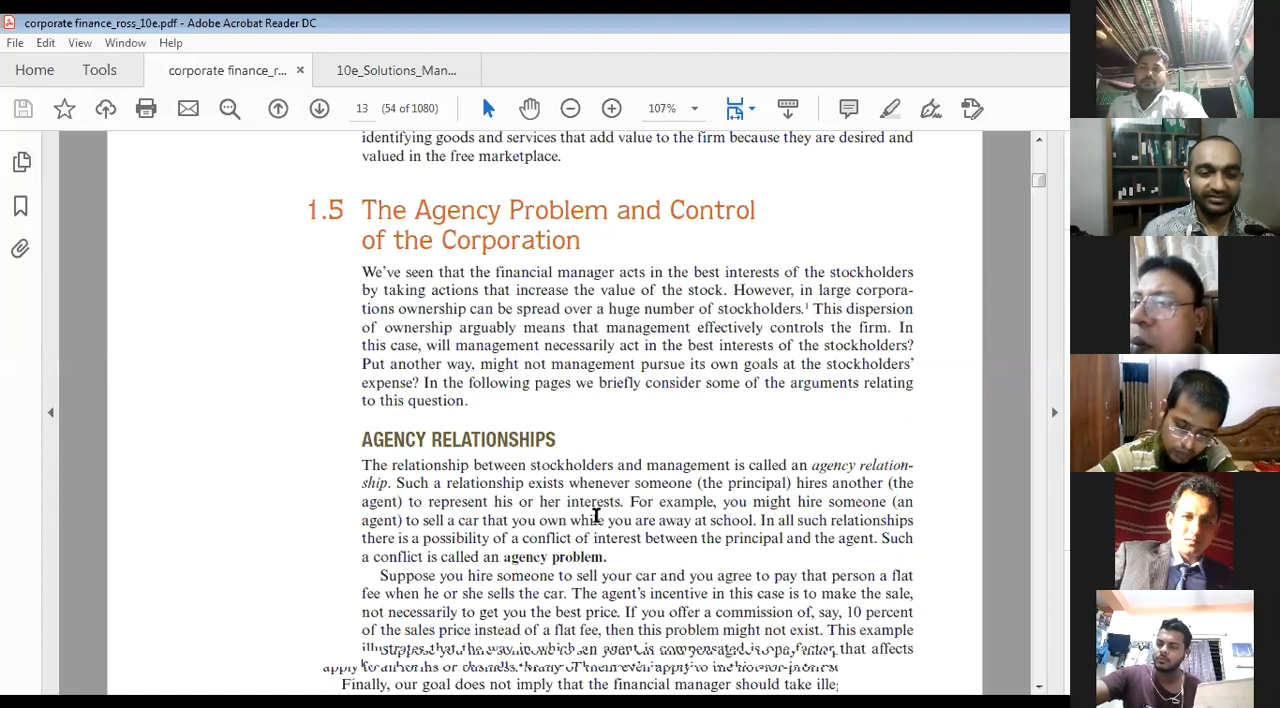 corporate finance_ross_10e.pdf - Adobe Acrobat Reader DC
File Edit View Window Help
Home Tools corporate finance_r... × 10e_Solutions_Man...
13 (54 of 1080) 107%
identifying goods and services that add value to the firm because they are desired and
valued in the free marketplace.
1.5 The Agency Problem and Control
of the Corporation
We've seen that the financial manager acts in the best interests of the stockholders
by taking actions that increase the value of the stock. However, in large corpora-
tions ownership can be spread over a huge number of stockholders.¹ This dispersion
of ownership arguably means that management effectively controls the firm. In
this case, will management necessarily act in the best interests of the stockholders?
Put another way, might not management pursue its own goals at the stockholders'
expense? In the following pages we briefly consider some of the arguments relating
to this question.
AGENCY RELATIONSHIPS
The relationship between stockholders and management is called an agency relation-
ship. Such a relationship exists whenever someone (the principal) hires another (the
agent) to represent his or her interests. For example, you might hire someone (an
agent) to sell a car that you own while you are away at school. In all such relationships
there is a possibility of a conflict of interest between the principal and the agent. Such
a conflict is called an agency problem.
Suppose you hire someone to sell your car and you agree to pay that person a flat
fee when he or she sells the car. The agent's incentive in this case is to make the sale,
not necessarily to get you the best price. If you offer a commission of, say, 10 percent
of the sales price instead of a flat fee, then this problem might not exist. This example
that affects
Finally, our goal does not imply that the financial manager should take ille